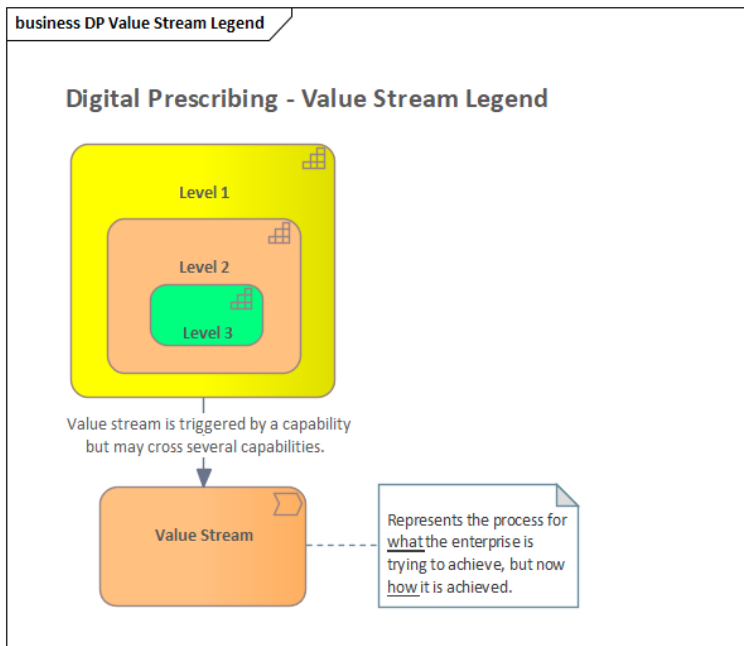 business DP Value Stream Legend
Digital Prescribing - Value Stream Legend
Level 1
Level 2
Level 3
Value stream is triggered by a capability
but may cross several capabilities.
Value Stream
Represents the process for
what the enterprise is
trying to achieve, but now
how it is achieved.